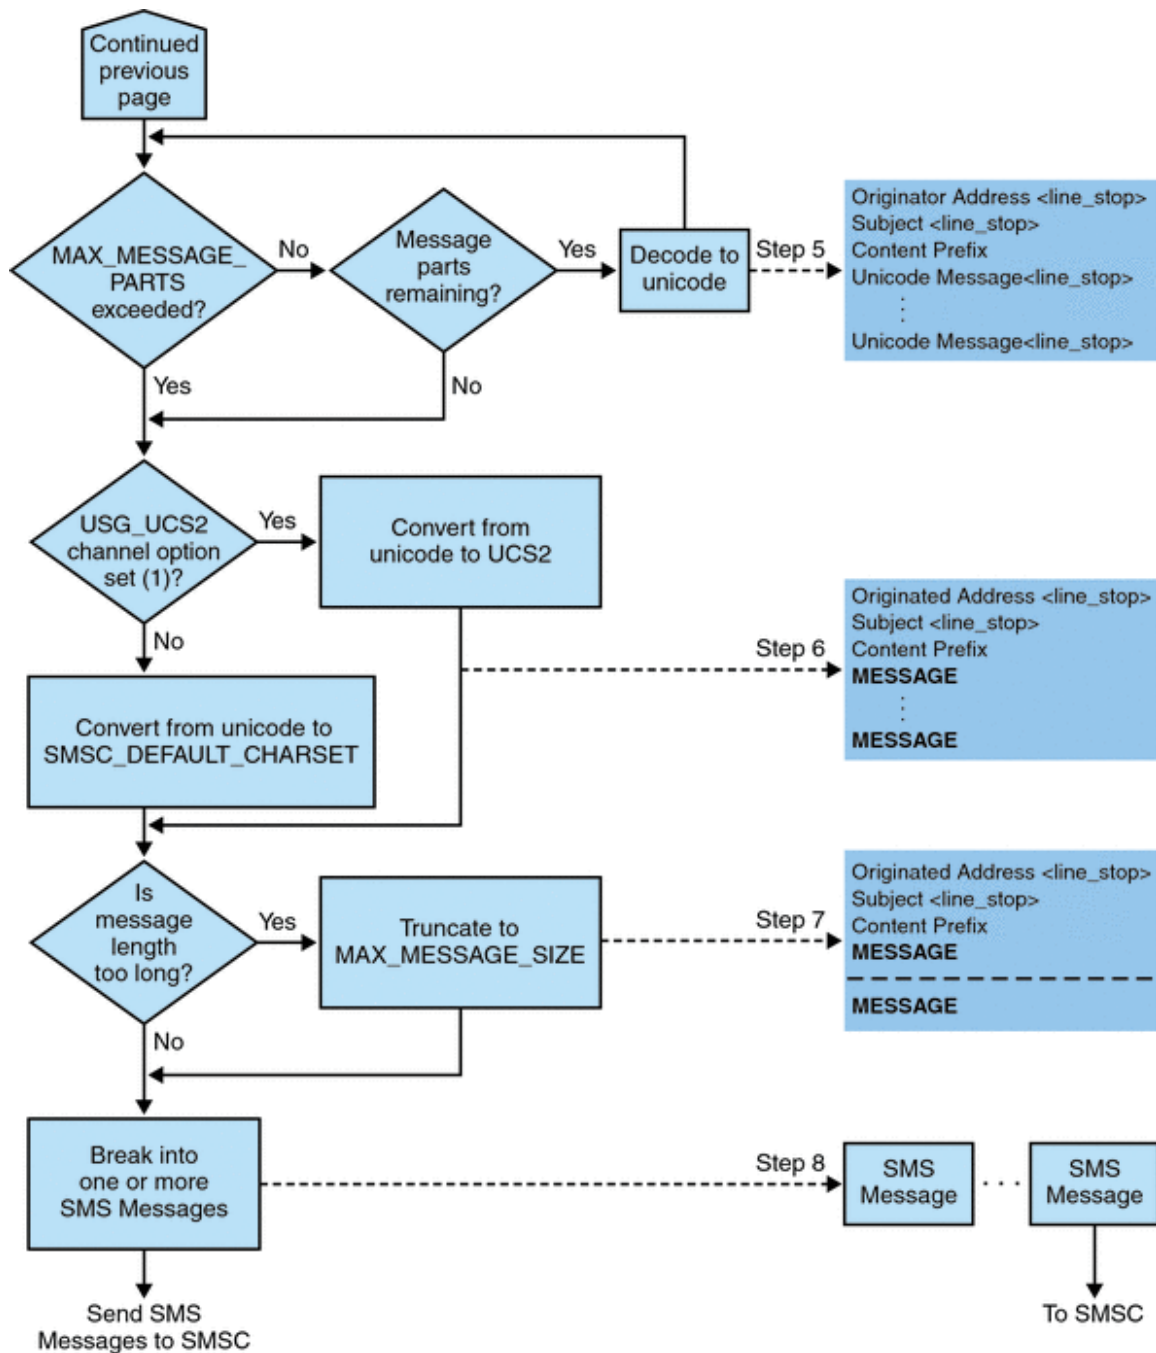 Continued
previous
page
MAX_MESSAGE_
PARTS
exceeded?
No
Message
parts
remaining?
Yes
Decode to
unicode
Step 5
Originator Address <line_stop>
Subject <line_stop>
Content Prefix
Unicode Message<line_stop>
Unicode Message<line_stop>
Yes
No
USG_UCS2
channel option
set (1)?
Yes
Convert from
unicode to UCS2
No
Step 6
Originated Address <line_stop>
Subject <line_stop>
Content Prefix
MESSAGE
MESSAGE
Convert from unicode to
SMSC_DEFAULT_CHARSET
Is
message
length
too long?
Yes
Truncate to
MAX_MESSAGE_SIZE
Step 7
Originated Address <line_stop>
Subject <line_stop>
Content Prefix
MESSAGE
MESSAGE
No
Break into
one or more
SMS Messages
Step 8
SMS
Message
. . .
SMS
Message
Send SMS
Messages to SMSC
To SMSC